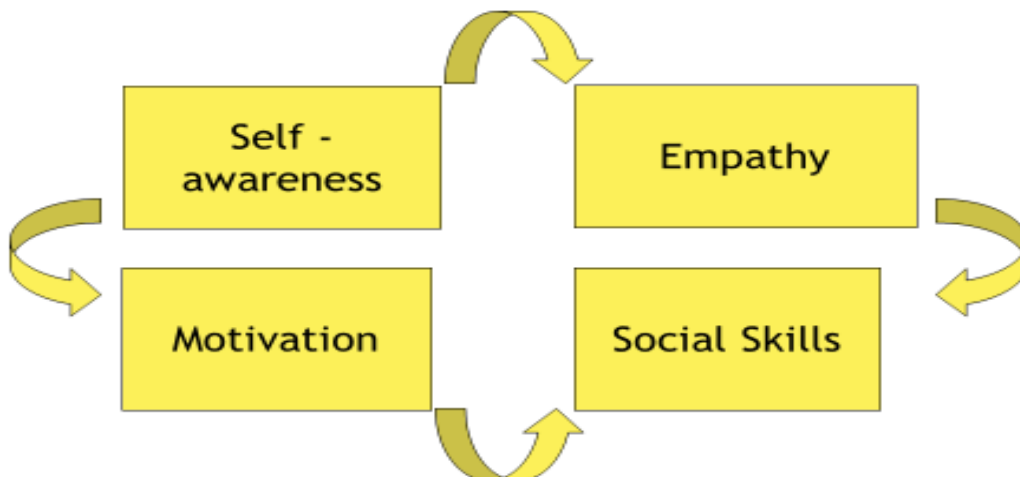 Self -
awareness
Empathy
Motivation
Social Skills